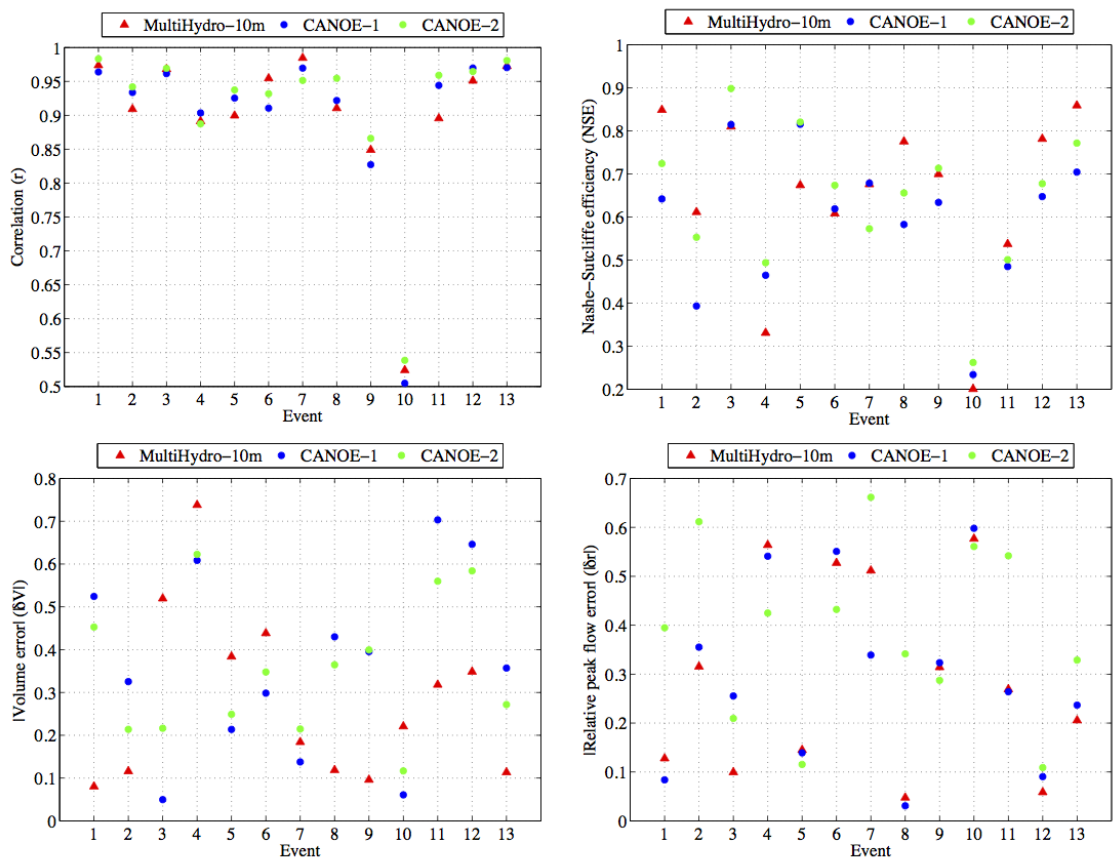 MultiHydro-10m CANOE-1 CANOE-2
Correlation (r)
1
0.95
0.9
0.85
0.8
0.75
0.7
0.65
0.6
0.55
0.5
1 2 3 4 5 6 7 8 9 10 11 12 13
Event
MultiHydro-10m CANOE-1 CANOE-2
Nashe-Sutcliffe efficiency (NSE)
1
0.9
0.8
0.7
0.6
0.5
0.4
0.3
0.2
1 2 3 4 5 6 7 8 9 10 11 12 13
Event
MultiHydro-10m CANOE-1 CANOE-2
|Volume error| (|δV|)
0.8
0.7
0.6
0.5
0.4
0.3
0.2
0.1
0
1 2 3 4 5 6 7 8 9 10 11 12 13
Event
MultiHydro-10m CANOE-1 CANOE-2
|Relative peak flow error| (|δr|)
0.7
0.6
0.5
0.4
0.3
0.2
0.1
0
1 2 3 4 5 6 7 8 9 10 11 12 13
Event